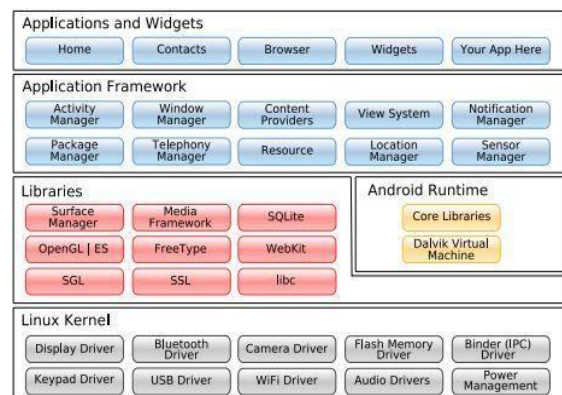 Applications and Widgets
Home
Contacts
Browser
Widgets
Your App Here
Application Framework
Activity
Manager
Window
Manager
Content
Providers
View System
Notification
Manager
Package
Manager
Telephony
Manager
Resource
Location
Manager
Sensor
Manager
Libraries
Surface
Manager
Media
Framework
SQLite
OpenGL | ES
FreeType
WebKit
SGL
SSL
libc
Android Runtime
Core Libraries
Dalvik Virtual
Machine
Linux Kernel
Display Driver
Bluetooth
Driver
Camera Driver
Flash Memory
Driver
Binder (IPC)
Driver
Keypad Driver
USB Driver
WiFi Driver
Audio Drivers
Power
Management